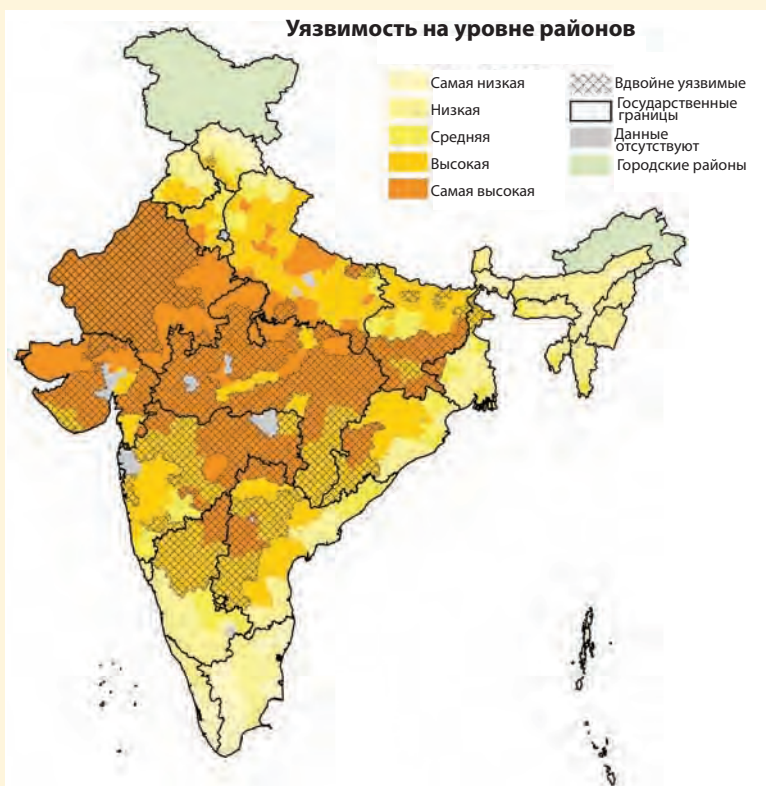 Уязвимость на уровне районов
Самая низкая
Низкая
Средняя
Высокая
Самая высокая
Вдвойне уязвимые
Государственные
границы
Данные
отсутствуют
Городские районы